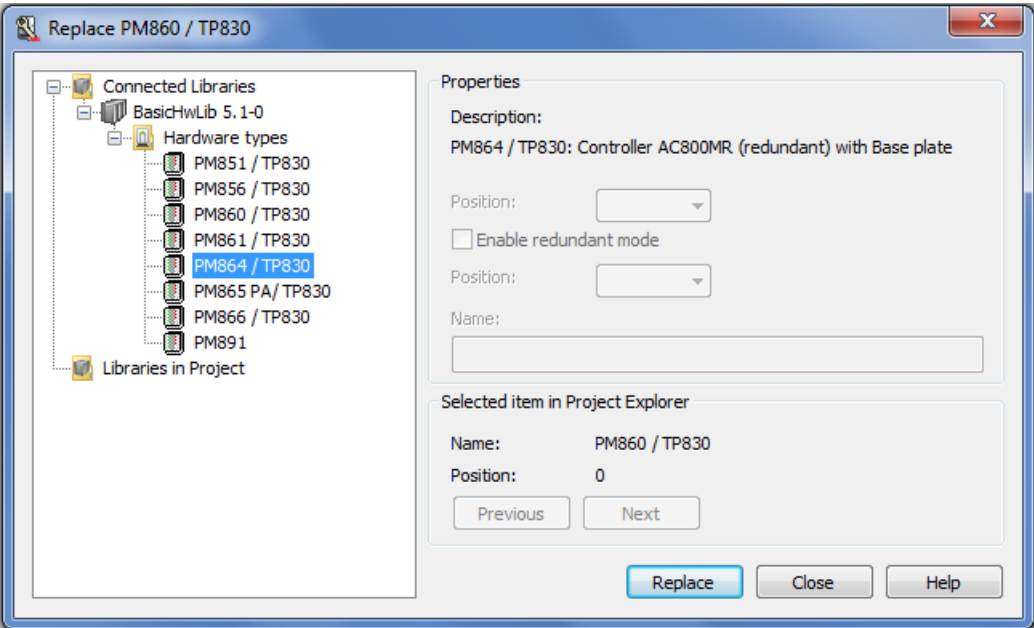 Replace PM860 / TP830
Connected Libraries
BasicHwLib 5.1-0
Hardware types
PM851 / TP830
PM856 / TP830
PM860 / TP830
PM861 / TP830
PM864 / TP830
PM865 PA/ TP830
PM866 / TP830
PM891
Libraries in Project
Properties
Description:
PM864 / TP830: Controller AC800MR (redundant) with Base plate
Position:
Enable redundant mode
Position:
Name:
Selected item in Project Explorer
Name: PM860 / TP830
Position: 0
Previous Next
Replace Close Help